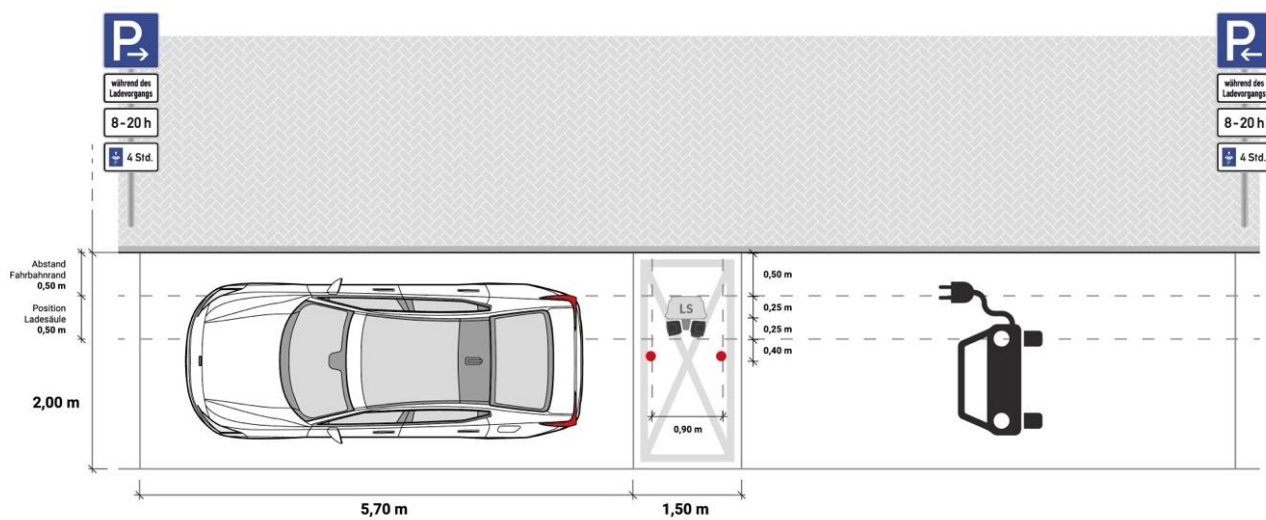 P
während des
Ladevorgangs
8-20 h
4 Std.
P
während des
Ladevorgangs
8-20 h
4 Std.
Abstand
Fahrbahnrand
0,50 m
Position
Ladesäule
0,50 m
2,00 m
LS
0,50 m
0,25 m
0,25 m
0,40 m
0,90 m
5,70 m
1,50 m